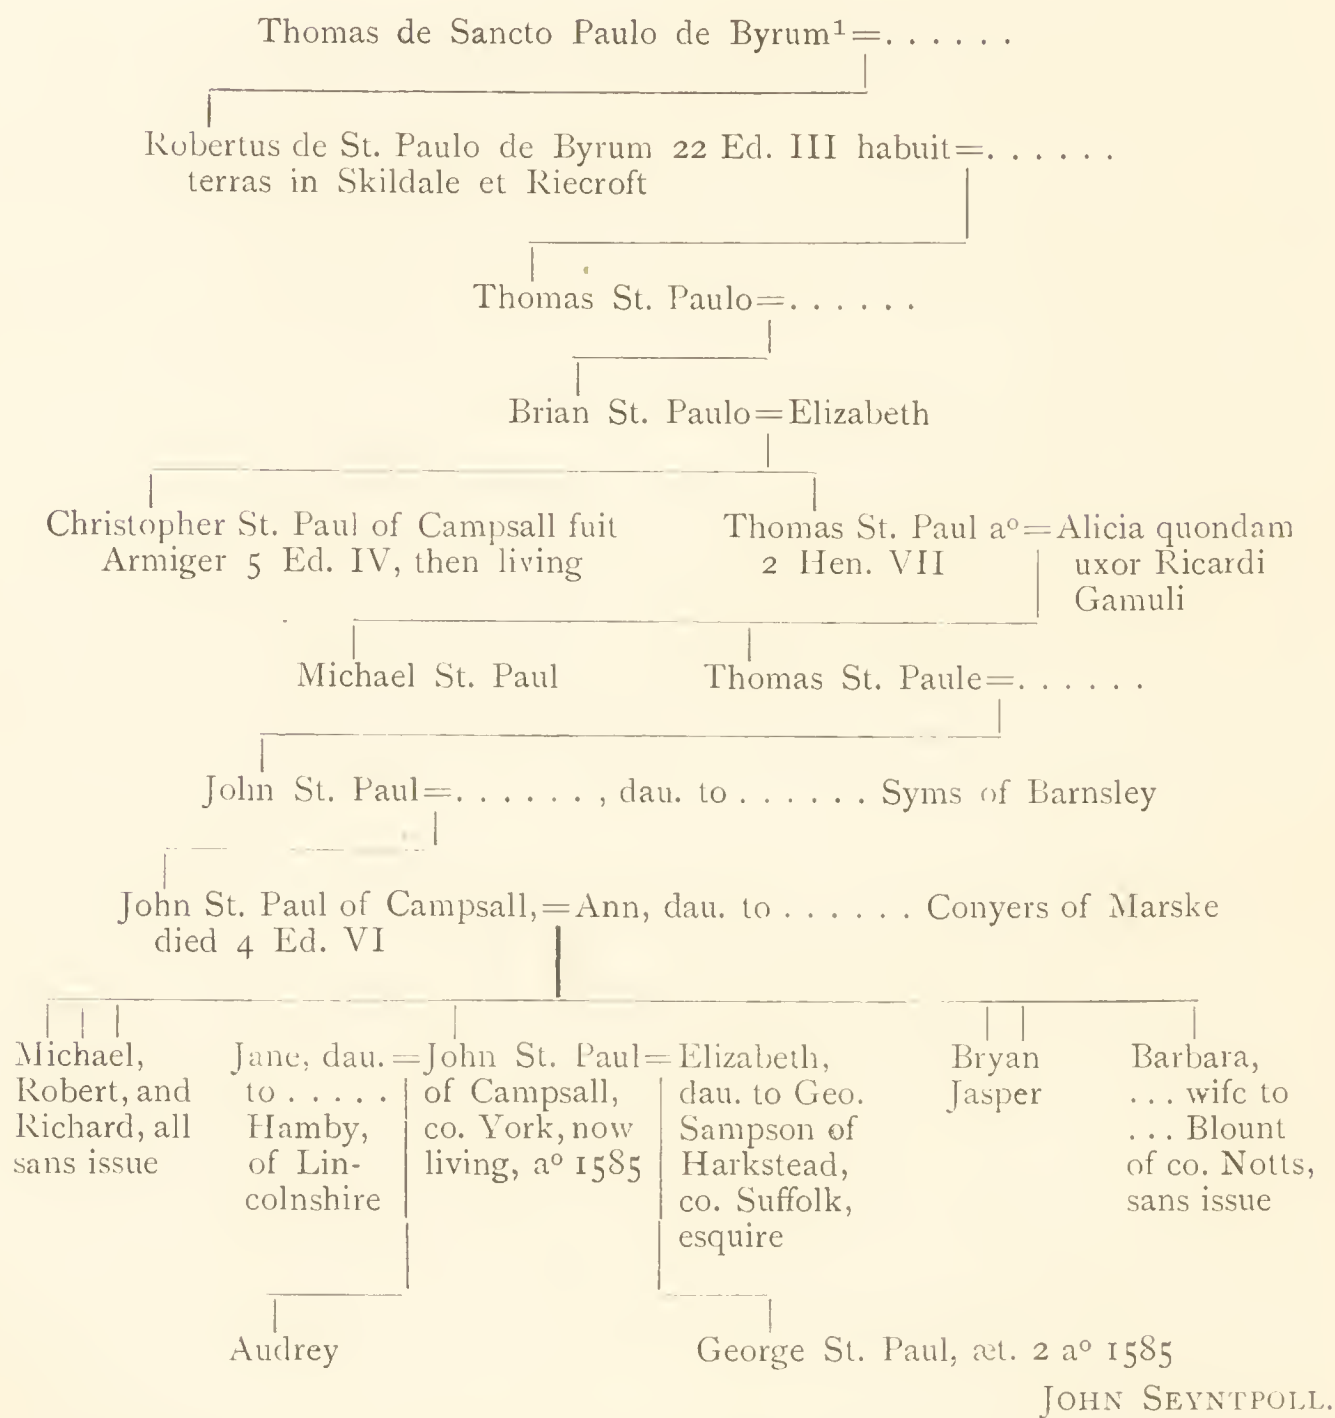 Thomas de Sancto Paulo de Byrum¹=. . . . . .
Robertus de St. Paulo de Byrum 22 Ed. III habuit=. . . . . .
terras in Skildale et Riecroft
Thomas St. Paulo=. . . . . .
Brian St. Paulo=Elizabeth
Christopher St. Paul of Campsall fuit
Armiger 5 Ed. IV, then living
Thomas St. Paul aº=Alicia quondam
2 Hen. VII
uxor Ricardi
Gamuli
Michael St. Paul
Thomas St. Paule=. . . . . .
John St. Paul=. . . . . . , dau. to . . . . . . Syms of Barnsley
John St. Paul of Campsall,=Ann, dau. to . . . . . . Conyers of Marske
died 4 Ed. VI
Michael,
Robert, and
Richard, all
sans issue
Jane, dau.=
to . . . . .
Hamby,
of Lin-
colnshire
John St. Paul=
of Campsall,
co. York, now
living, aº 1585
Elizabeth,
dau. to Geo.
Sampson of
Harkstead,
co. Suffolk,
esquire
Bryan
Jasper
Barbara,
... wife to
... Blount
of co. Notts,
sans issue
Audrey
George St. Paul, æt. 2 aº 1585
JOHN SEYNTPOLL.